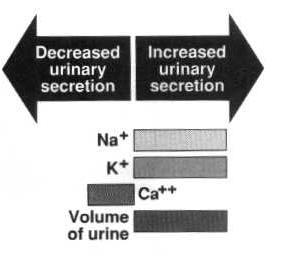 Decreased
urinary
secretion
Increased
urinary
secretion
Na⁺
K⁺
Ca⁺⁺
Volume
of urine